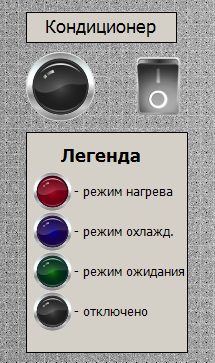 Кондиционер
Легенда
- режим нагрева
- режим охлажд.
- режим ожидания
- отключено